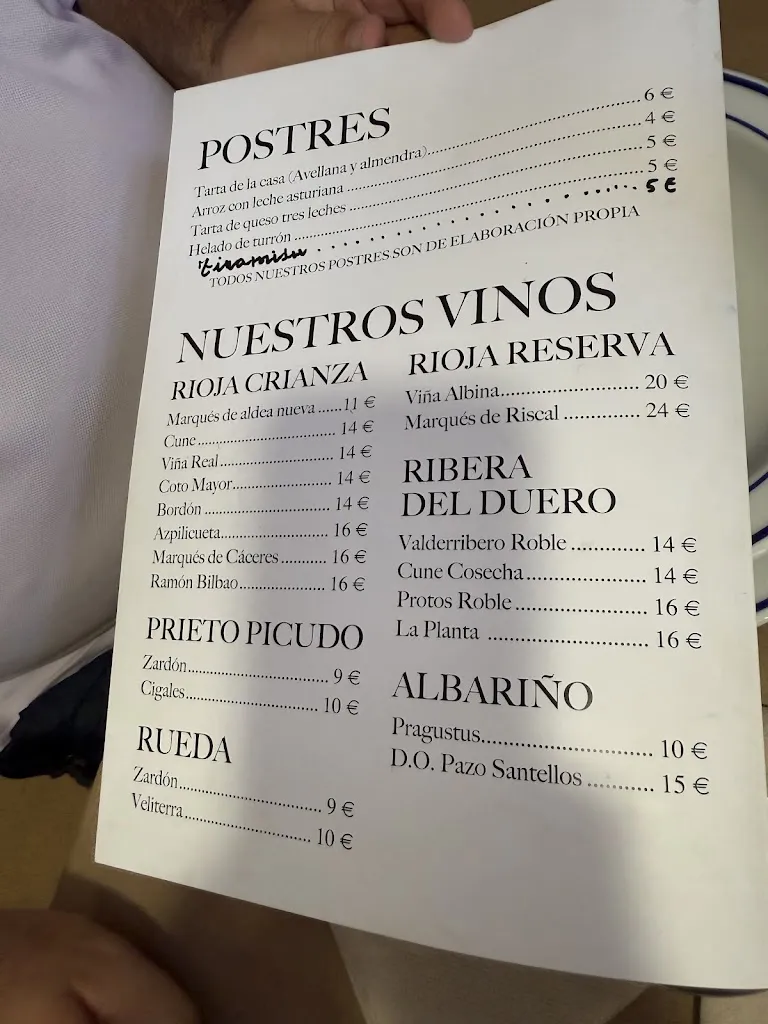 POSTRES
Tarta de la casa (Avellana y almendra)..................................6 €
Arroz con leche asturiana..................................4 €
Tarta de queso tres leches..................................5 €
Helado de turrón..................................5 €
tiramisu..................................5 €
TODOS NUESTROS POSTRES SON DE ELABORACIÓN PROPIA
NUESTROS VINOS
RIOJA CRIANZA
Marqués de aldea nueva......11 €
Cune..................................14 €
Viña Real..................................14 €
Coto Mayor..................................14 €
Bordón..................................14 €
Azpilicueta..................................16 €
Marqués de Cáceres...........16 €
Ramón Bilbao.....................16 €
PRIETO PICUDO
Zardón..................................9 €
Cigales..................................10 €
RUEDA
Zardón..................................9 €
Veliterra..................................10 €
RIOJA RESERVA
Viña Albina..................................20 €
Marqués de Riscal.............24 €
RIBERA
DEL DUERO
Valderribero Roble............14 €
Cune Cosecha....................14 €
Protos Roble......................16 €
La Planta..................................16 €
ALBARIÑO
Pragustus..................................10 €
D.O. Pazo Santellos...........15 €